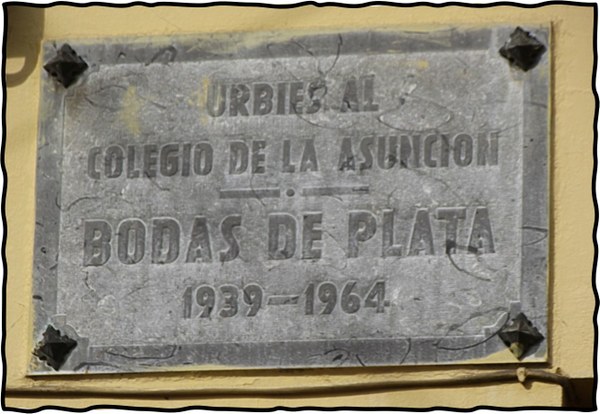 URBIES AL
COLEGIO DE LA ASUNCION
BODAS DE PLATA
1939-1964